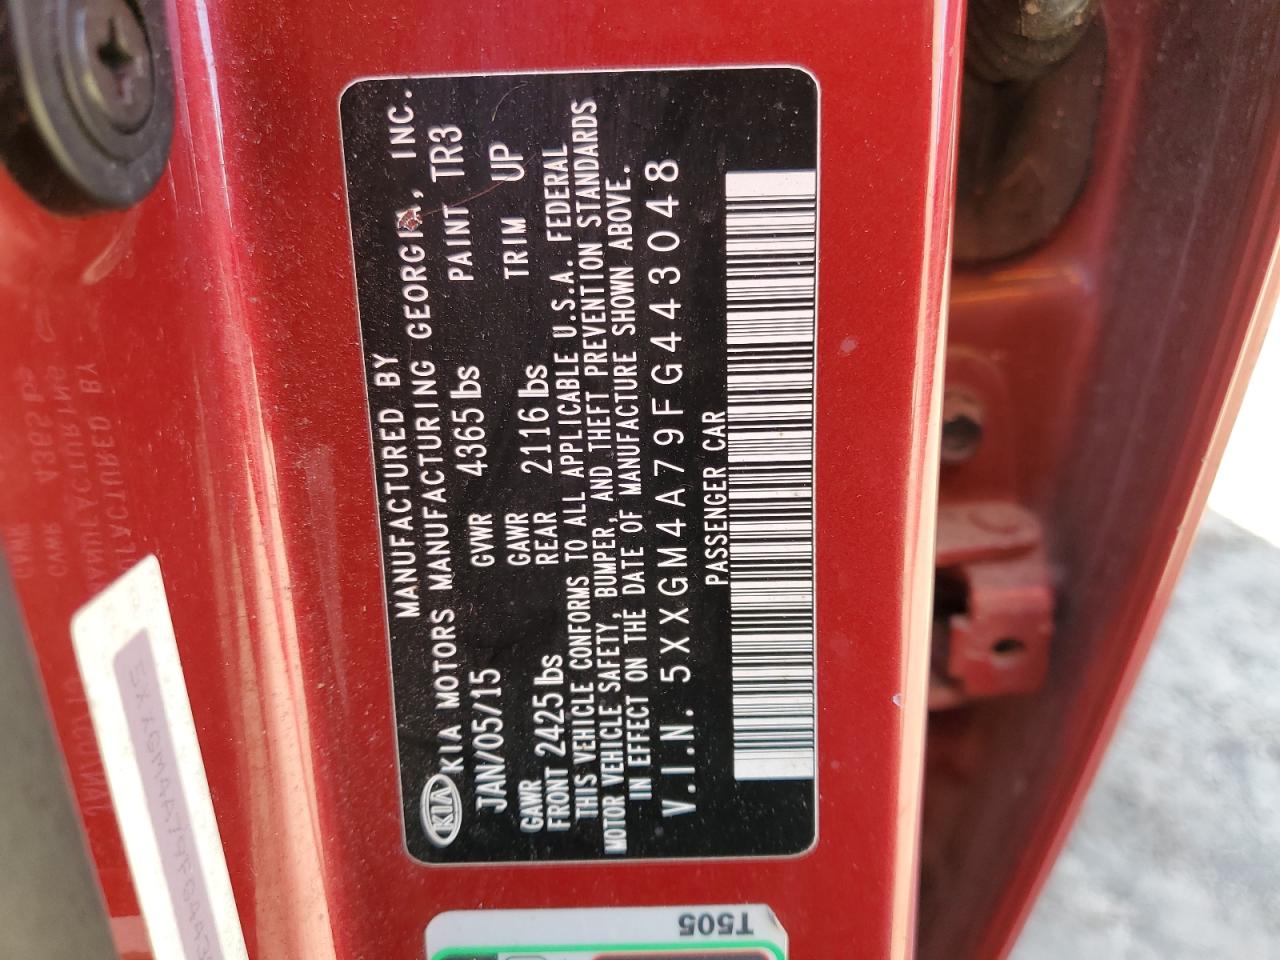 MANUFACTURED BY
KIA KIA MOTORS MANUFACTURING GEORGIA, INC.
JAN/05/15 GVWR 4365 lbs PAINT TR3
GAWR FRONT 2425 lbs GAWR REAR 2116 lbs TRIM UP
THIS VEHICLE CONFORMS TO ALL APPLICABLE U.S.A. FEDERAL
MOTOR VEHICLE SAFETY, BUMPER, AND THEFT PREVENTION STANDARDS
IN EFFECT ON THE DATE OF MANUFACTURE SHOWN ABOVE.
V.I.N. 5XXGM4A79FG443048
PASSENGER CAR
T505